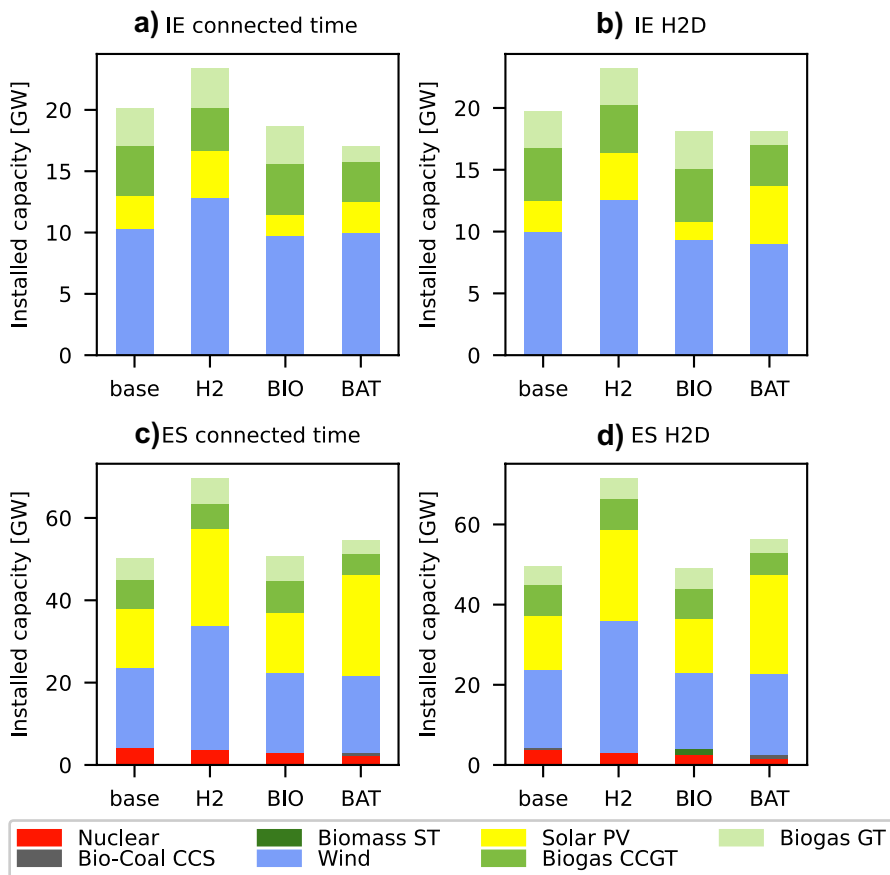 a) IE connected time
Installed capacity [GW]
20
15
10
5
0
base H2 BIO BAT
b) IE H2D
Installed capacity [GW]
20
15
10
5
0
base H2 BIO BAT
c) ES connected time
Installed capacity [GW]
60
40
20
0
base H2 BIO BAT
d) ES H2D
Installed capacity [GW]
60
40
20
0
base H2 BIO BAT
Nuclear Biomass ST Solar PV Biogas GT
Bio-Coal CCS Wind Biogas CCGT